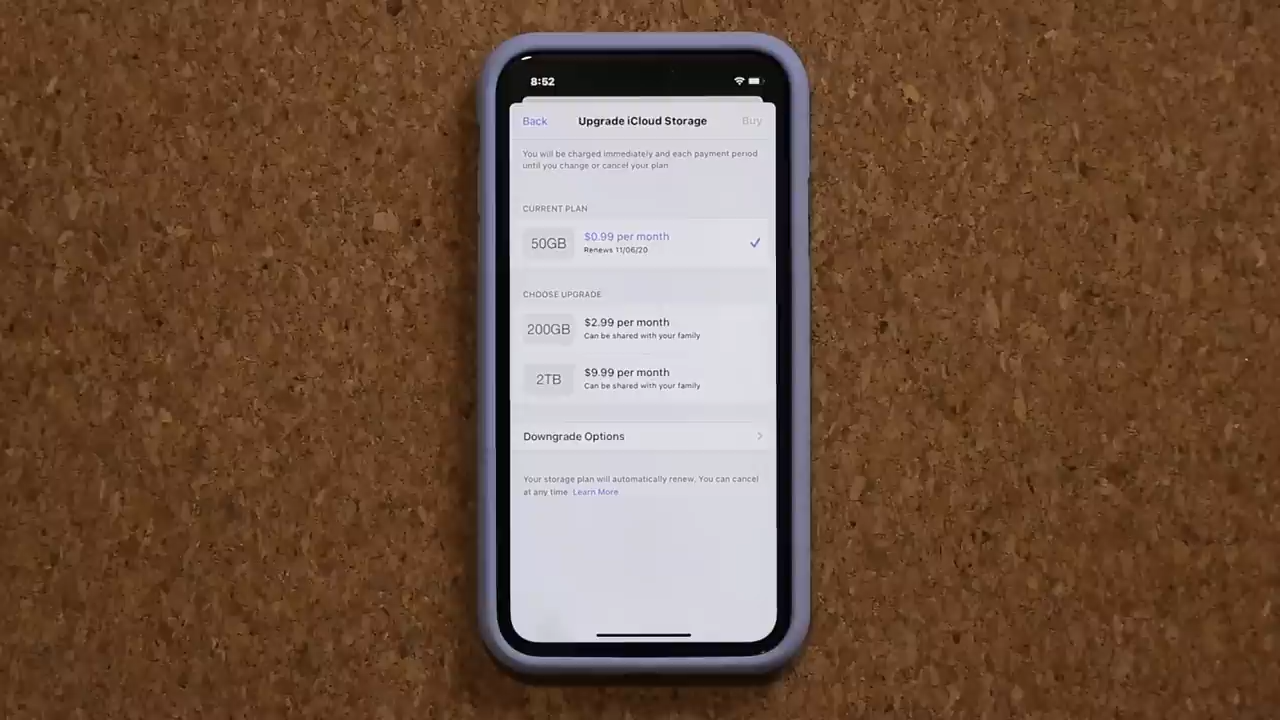 8:52
Back Upgrade iCloud Storage Buy
You will be charged immediately and each payment period
until you change or cancel your plan
CURRENT PLAN
50GB $0.99 per month
Renews 11/06/20
CHOOSE UPGRADE
200GB $2.99 per month
Can be shared with your family
2TB $9.99 per month
Can be shared with your family
Downgrade Options
Your storage plan will automatically renew. You can cancel
at any time. Learn More